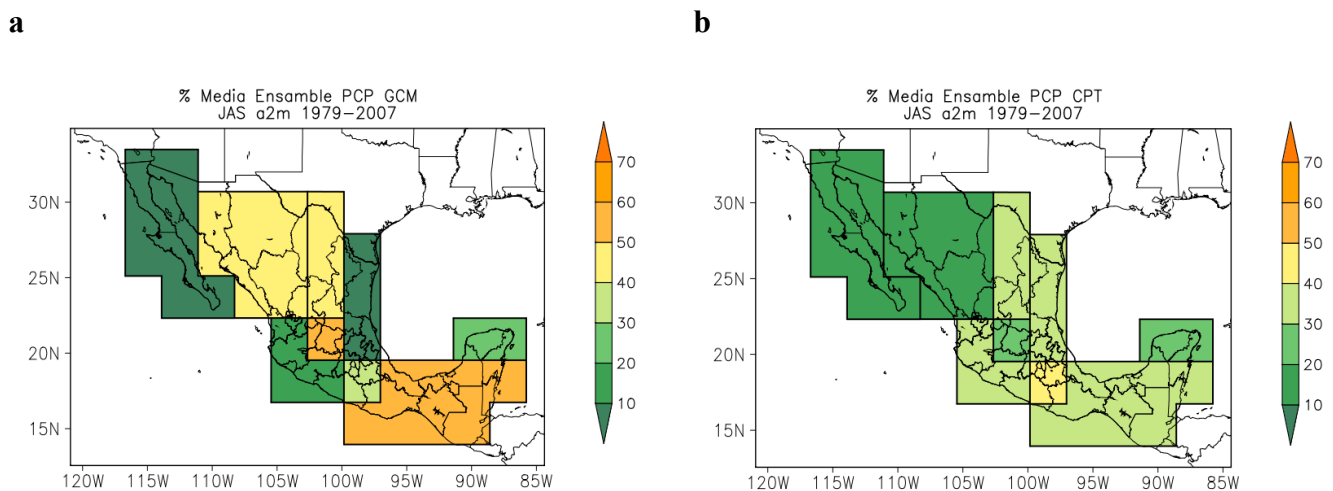 a
% Media Ensamble PCP GCM
JAS a2m 1979-2007
30N
25N
20N
15N
120W 115W 110W 105W 100W 95W 90W 85W
70
60
50
40
30
20
10
b
% Media Ensamble PCP CPT
JAS a2m 1979-2007
30N
25N
20N
15N
120W 115W 110W 105W 100W 95W 90W 85W
70
60
50
40
30
20
10